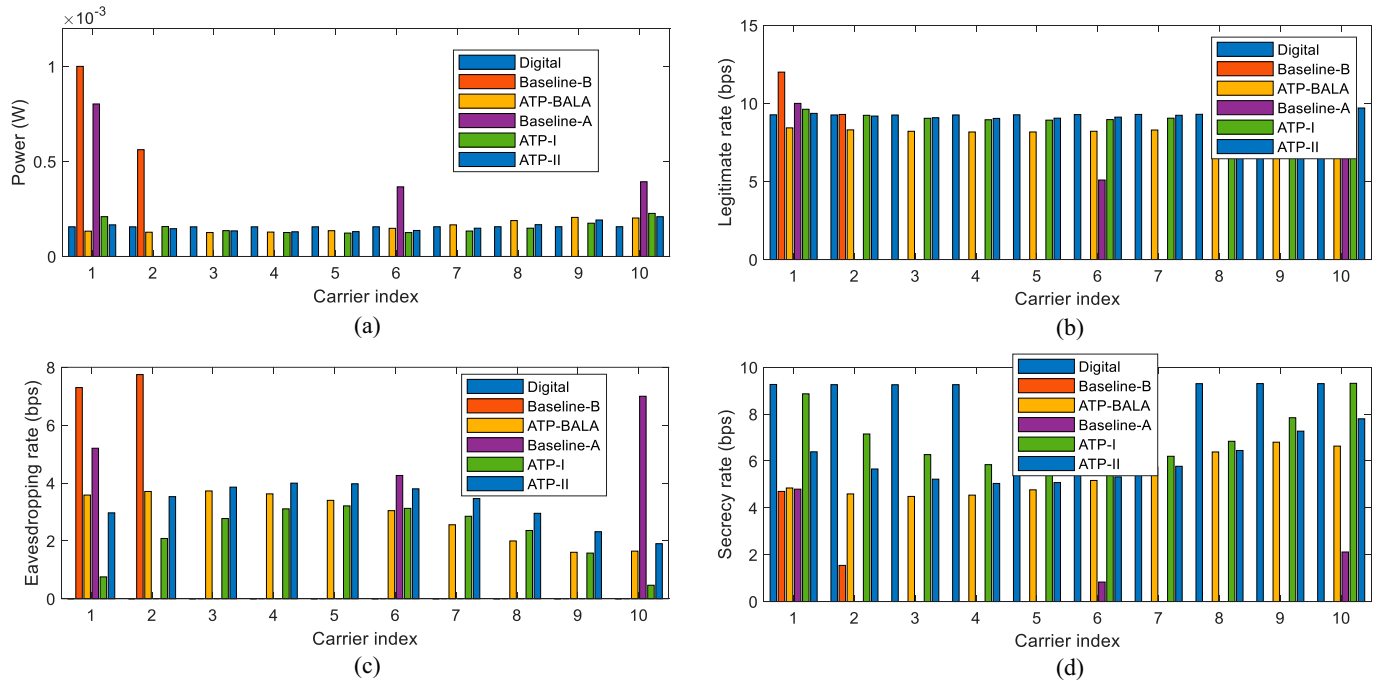 ×10⁻³
1
0.5
0
Power (W)
Digital
Baseline-B
ATP-BALA
Baseline-A
ATP-I
ATP-II
1 2 3 4 5 6 7 8 9 10
Carrier index
(a)
15
10
5
0
Legitimate rate (bps)
Digital
Baseline-B
ATP-BALA
Baseline-A
ATP-I
ATP-II
1 2 3 4 5 6 7 8 9 10
Carrier index
(b)
8
6
4
2
0
Eavesdropping rate (bps)
Digital
Baseline-B
ATP-BALA
Baseline-A
ATP-I
ATP-II
1 2 3 4 5 6 7 8 9 10
Carrier index
(c)
10
8
6
4
2
0
Secrecy rate (bps)
Digital
Baseline-B
ATP-BALA
Baseline-A
ATP-I
ATP-II
1 2 3 4 5 6 7 8 9 10
Carrier index
(d)